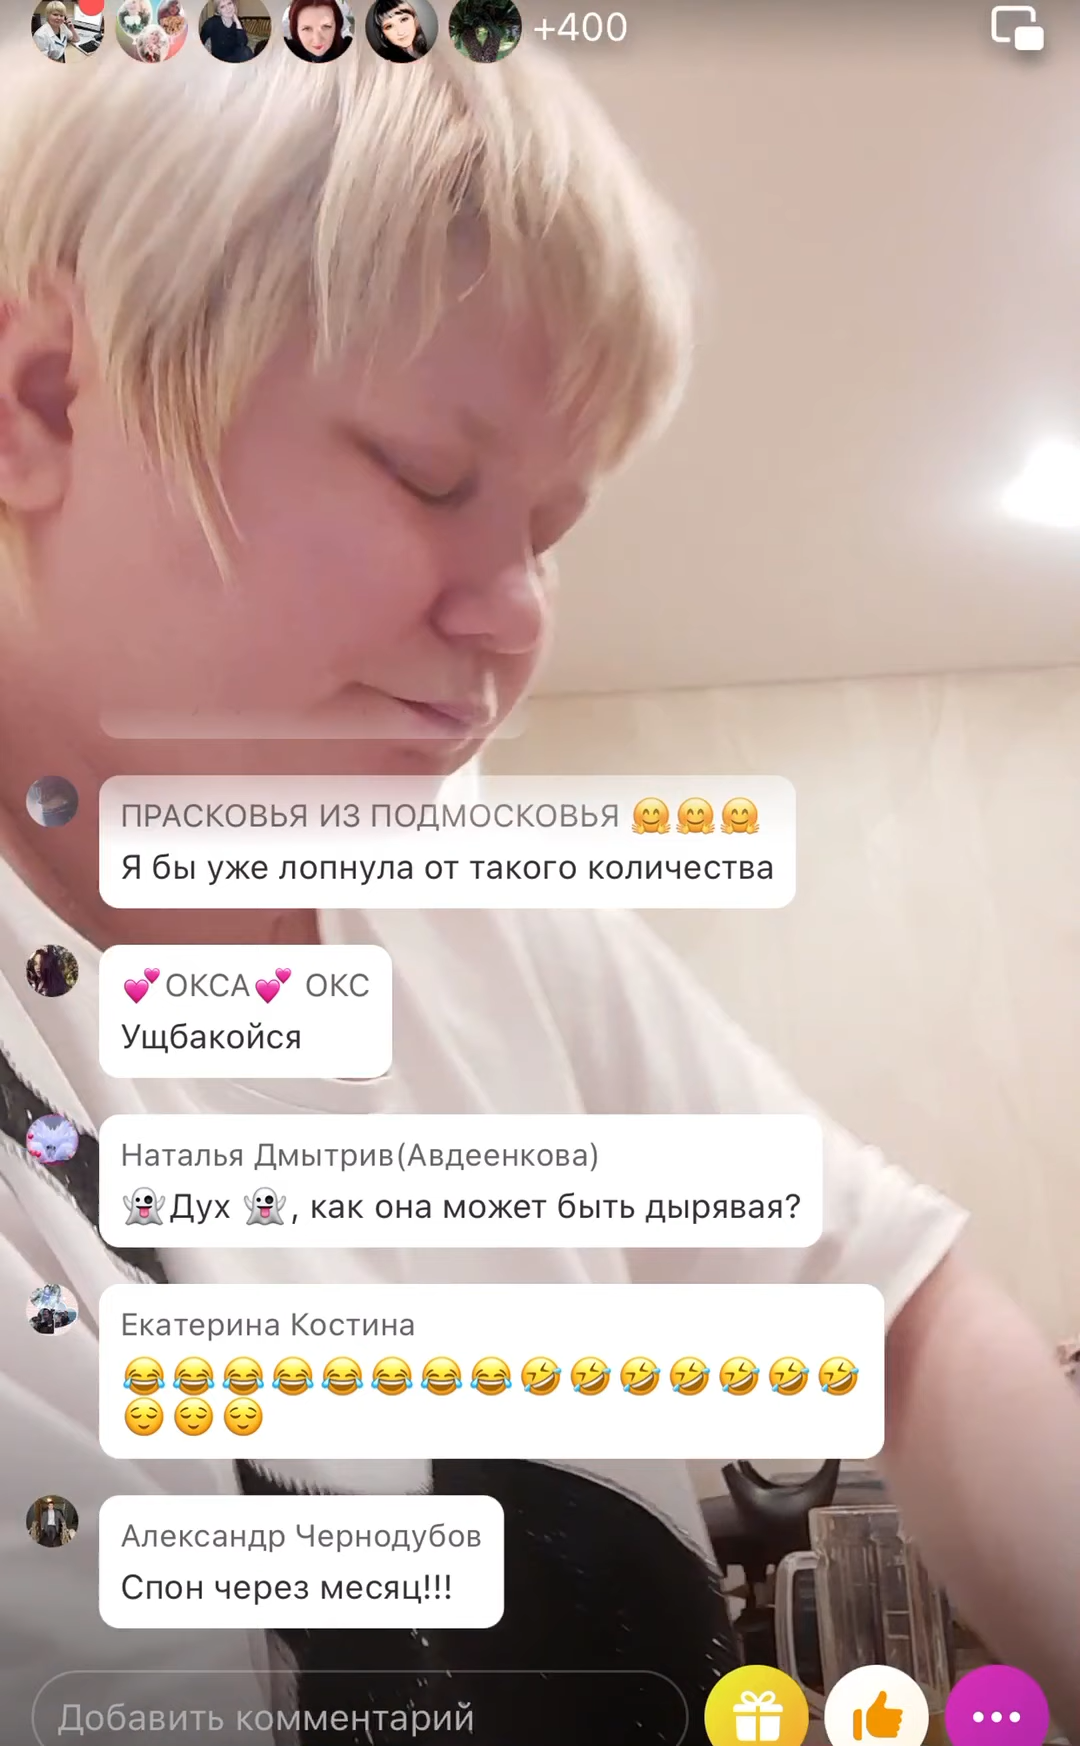 +400
ПРАСКОВЬЯ ИЗ ПОДМОСКОВЬЯ 🤗🤗🤗
Я бы уже лопнула от такого количества
💕ОКСА💕 ОКС
Ущбакойся
Наталья Дмытрив(Авдеенкова)
👻Дух 👻, как она может быть дырявая?
Екатерина Костина
😂😂😂😂😂😂😂😂🤣🤣🤣🤣🤣🤣🤣
😌😌😌
Александр Чернодубов
Спон через месяц!!!
Добавить комментарий